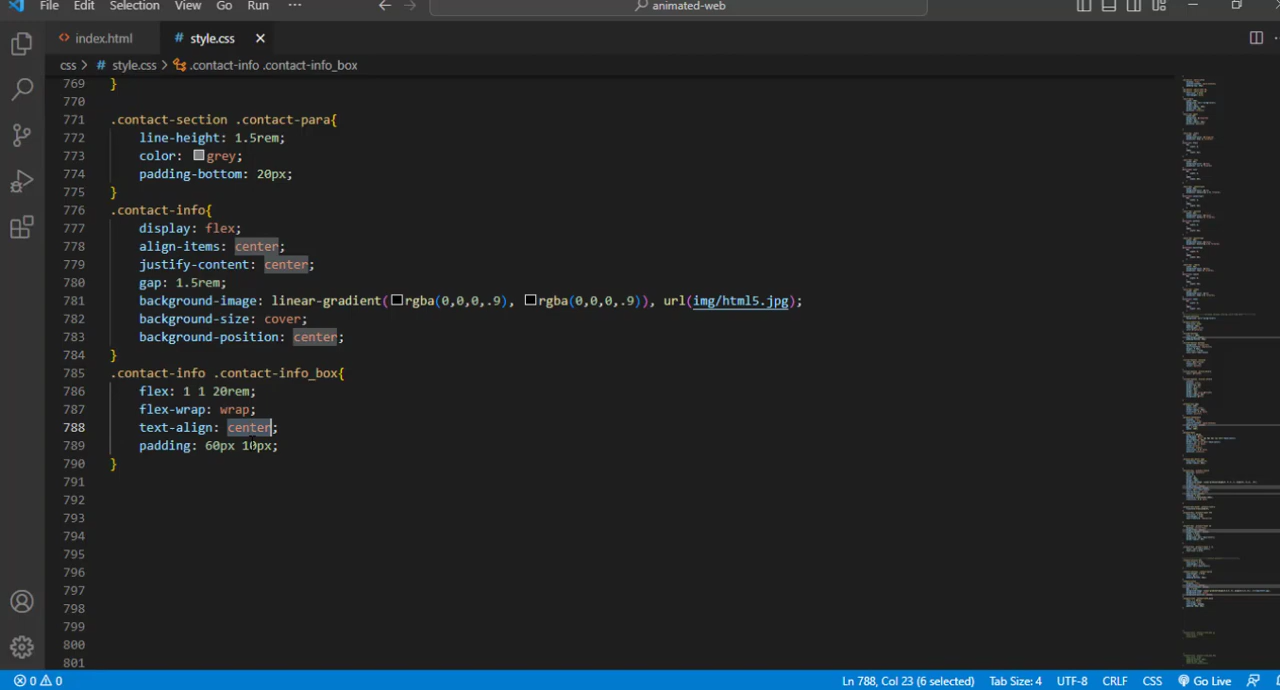 File Edit Selection View Go Run ··· ← → animated-web
<> index.html # style.css ×
css > # style.css > .contact-info .contact-info_box
769 }
770
771 .contact-section .contact-para{
772 line-height: 1.5rem;
773 color: grey;
774 padding-bottom: 20px;
775 }
776 .contact-info{
777 display: flex;
778 align-items: center;
779 justify-content: center;
780 gap: 1.5rem;
781 background-image: linear-gradient(rgba(0,0,0,.9), rgba(0,0,0,.9)), url(img/html5.jpg);
782 background-size: cover;
783 background-position: center;
784 }
785 .contact-info .contact-info_box{
786 flex: 1 1 20rem;
787 flex-wrap: wrap;
788 text-align: center;
789 padding: 60px 10px;
790 }
791
792
793
794
795
796
797
798
799
800
801
0 0 Ln 788, Col 23 (6 selected) Tab Size: 4 UTF-8 CRLF CSS Go Live